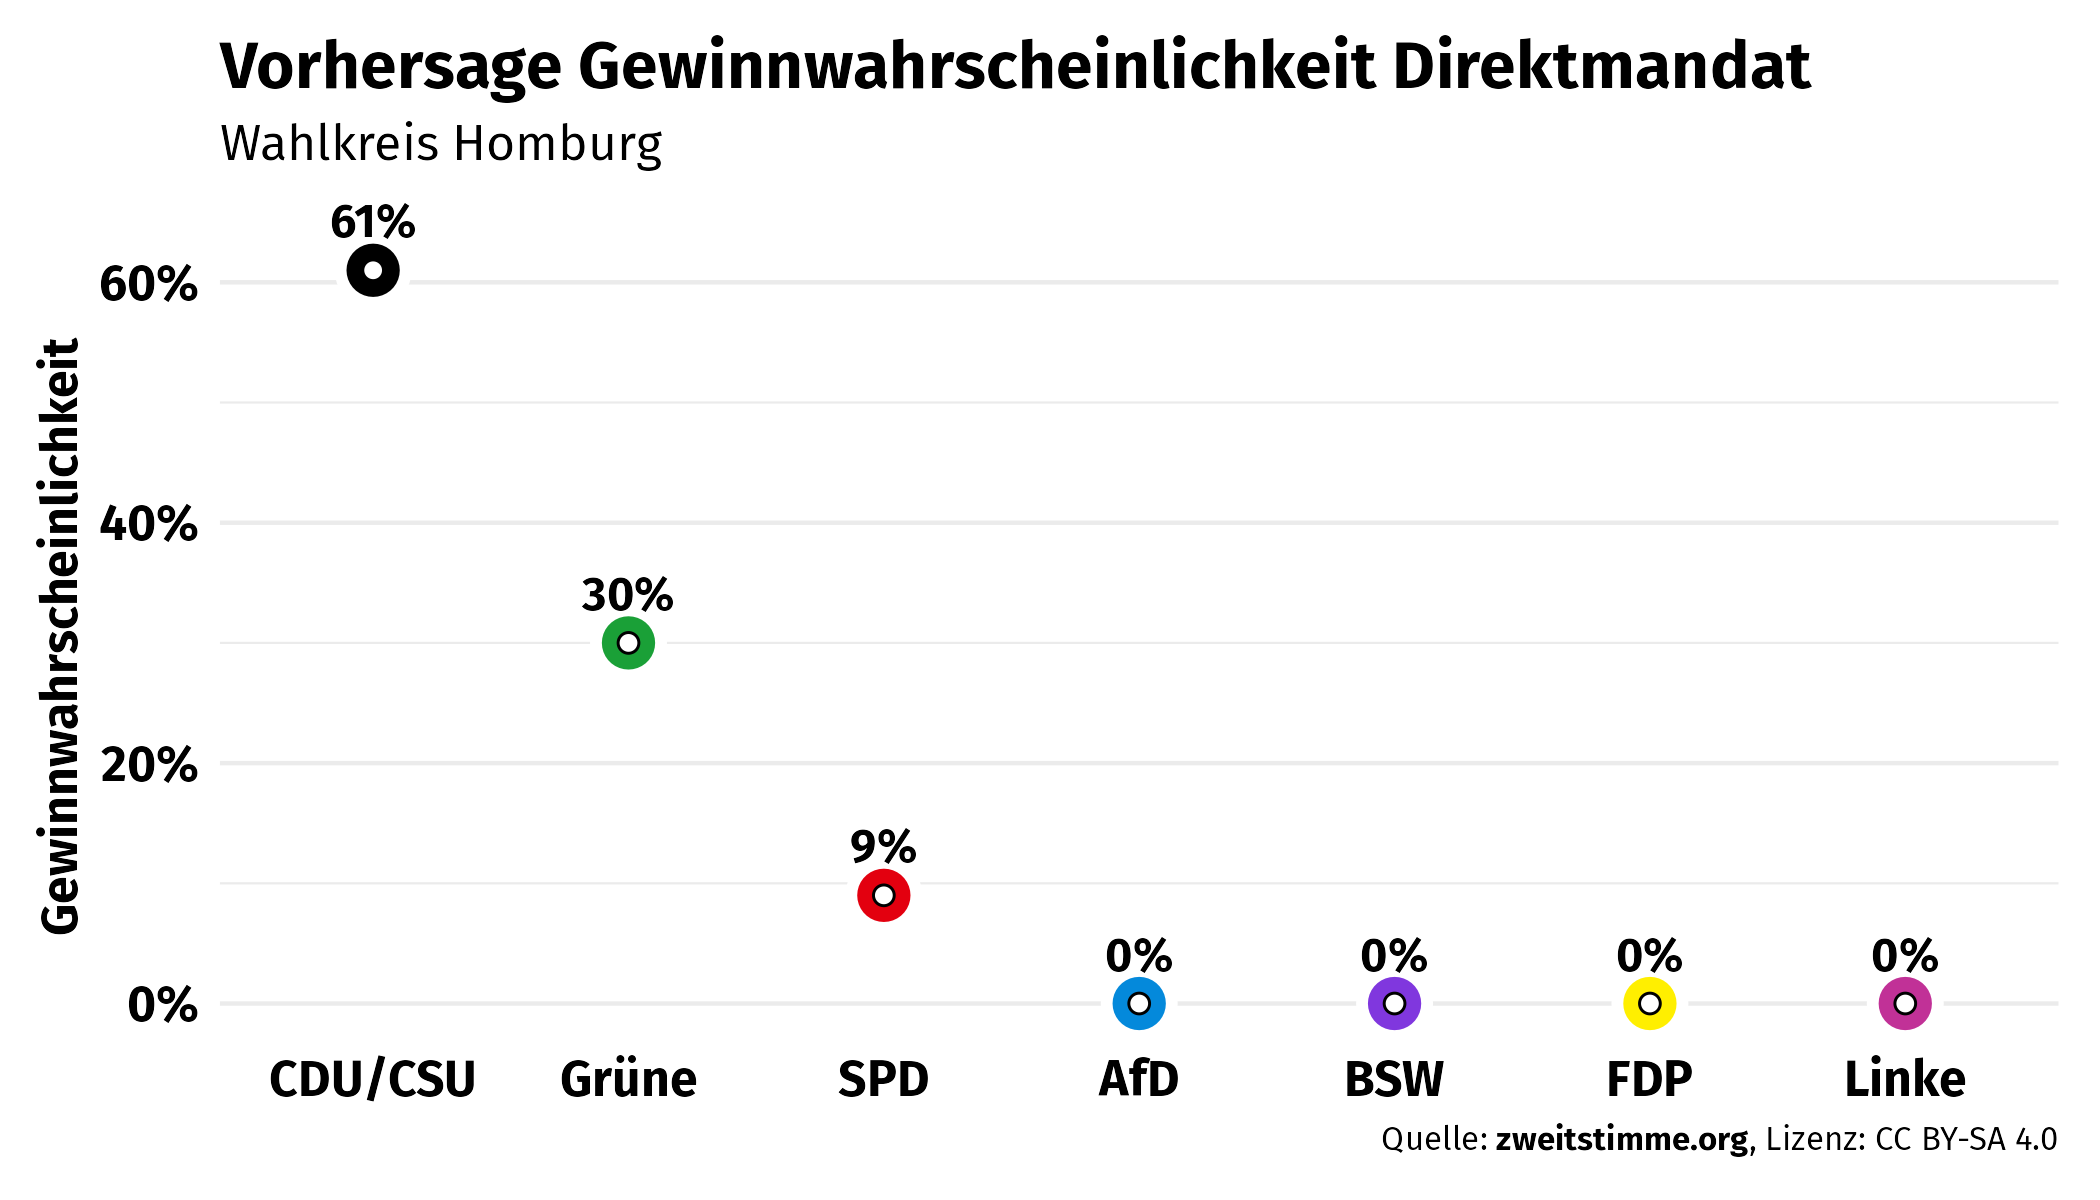 Vorhersage Gewinnwahrscheinlichkeit Direktmandat
Wahlkreis Homburg
Gewinnwahrscheinlichkeit
60%
40%
20%
0%
61%
30%
9%
0%
0%
0%
0%
CDU/CSU
Grüne
SPD
AfD
BSW
FDP
Linke
Quelle: zweitstimme.org, Lizenz: CC BY-SA 4.0